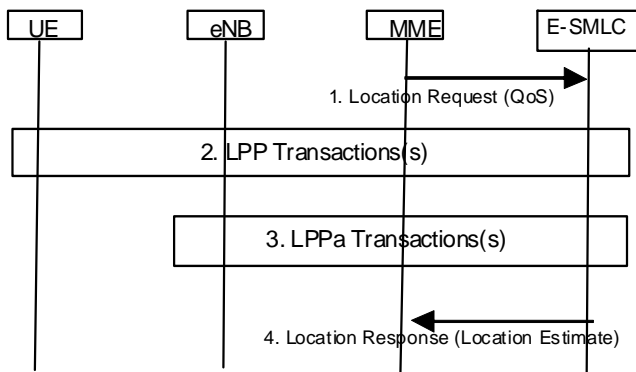 UE
eNB
MME
E-SMLC
1. Location Request (QoS)
2. LPP Transactions(s)
3. LPPa Transactions(s)
4. Location Response (Location Estimate)